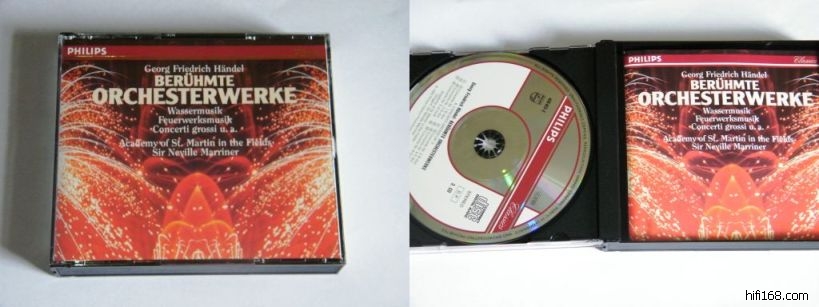 PHILIPS
Georg Friedrich Händel
BERÜHMTE
ORCHESTERWERKE
Wassermusik
Feuerwerksmusik
Concerti grossi u. a.
Academy of St. Martin in the Fields
Sir Neville Marriner
PHILIPS
Classics
PHILIPS
Classics
Georg Friedrich Händel
BERÜHMTE
ORCHESTERWERKE
Wassermusik
Feuerwerksmusik
Concerti grossi u. a.
Academy of St. Martin in the Fields
Sir Neville Marriner
hifi168.com